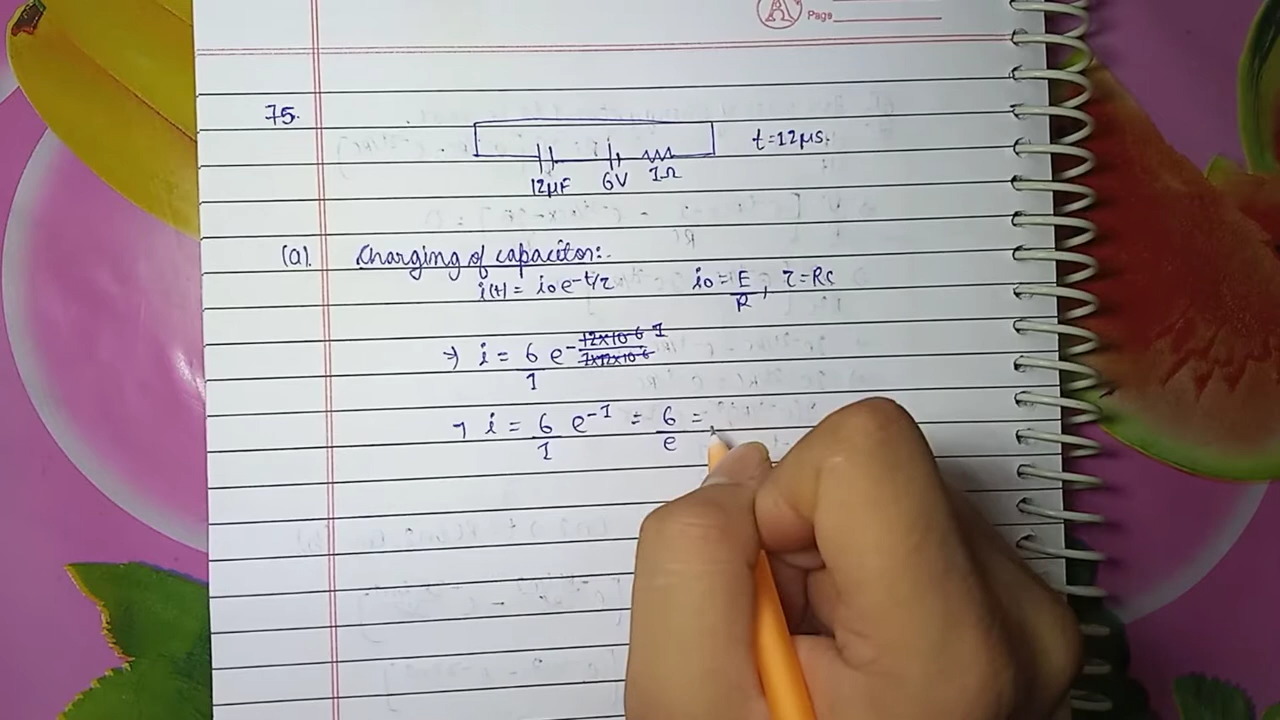 Page
75.
t=12μs.
12μF 6V 1Ω
(a). Charging of capacitor:-
i(t) = i₀e^-t/τ i₀ = E/R, τ=RC
→ i = 6/1 e^-12×10^-6/1×12×10^-6 1
→ i = 6/1 e^-1 = 6/e =